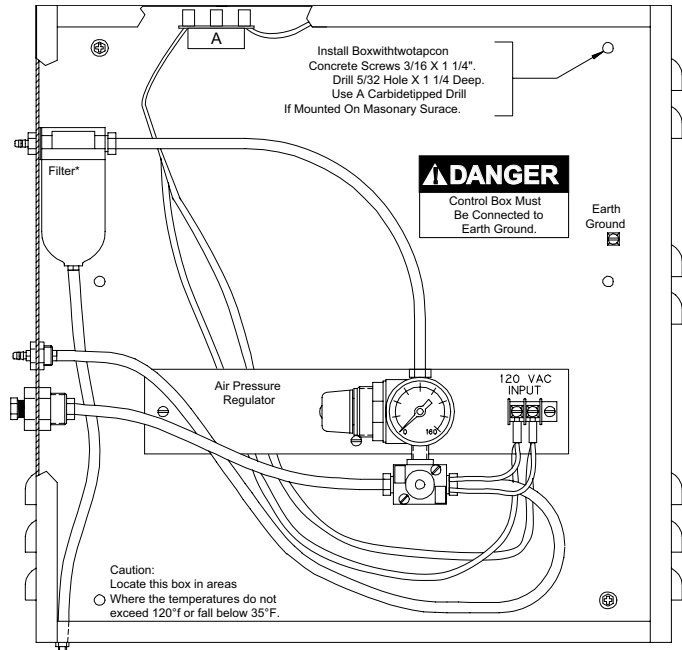 A
Install Boxwithtwotapcon
Concrete Screws 3/16 X 1 1/4".
Drill 5/32 Hole X 1 1/4 Deep.
Use A Carbidetipped Drill
If Mounted On Masonary Surace.
Filter*
DANGER
Control Box Must
Be Connected to
Earth Ground.
Earth
Ground
Air Pressure
Regulator
120 VAC
INPUT
0 160
Caution:
Locate this box in areas
Where the temperatures do not
exceed 120°f or fall below 35°F.